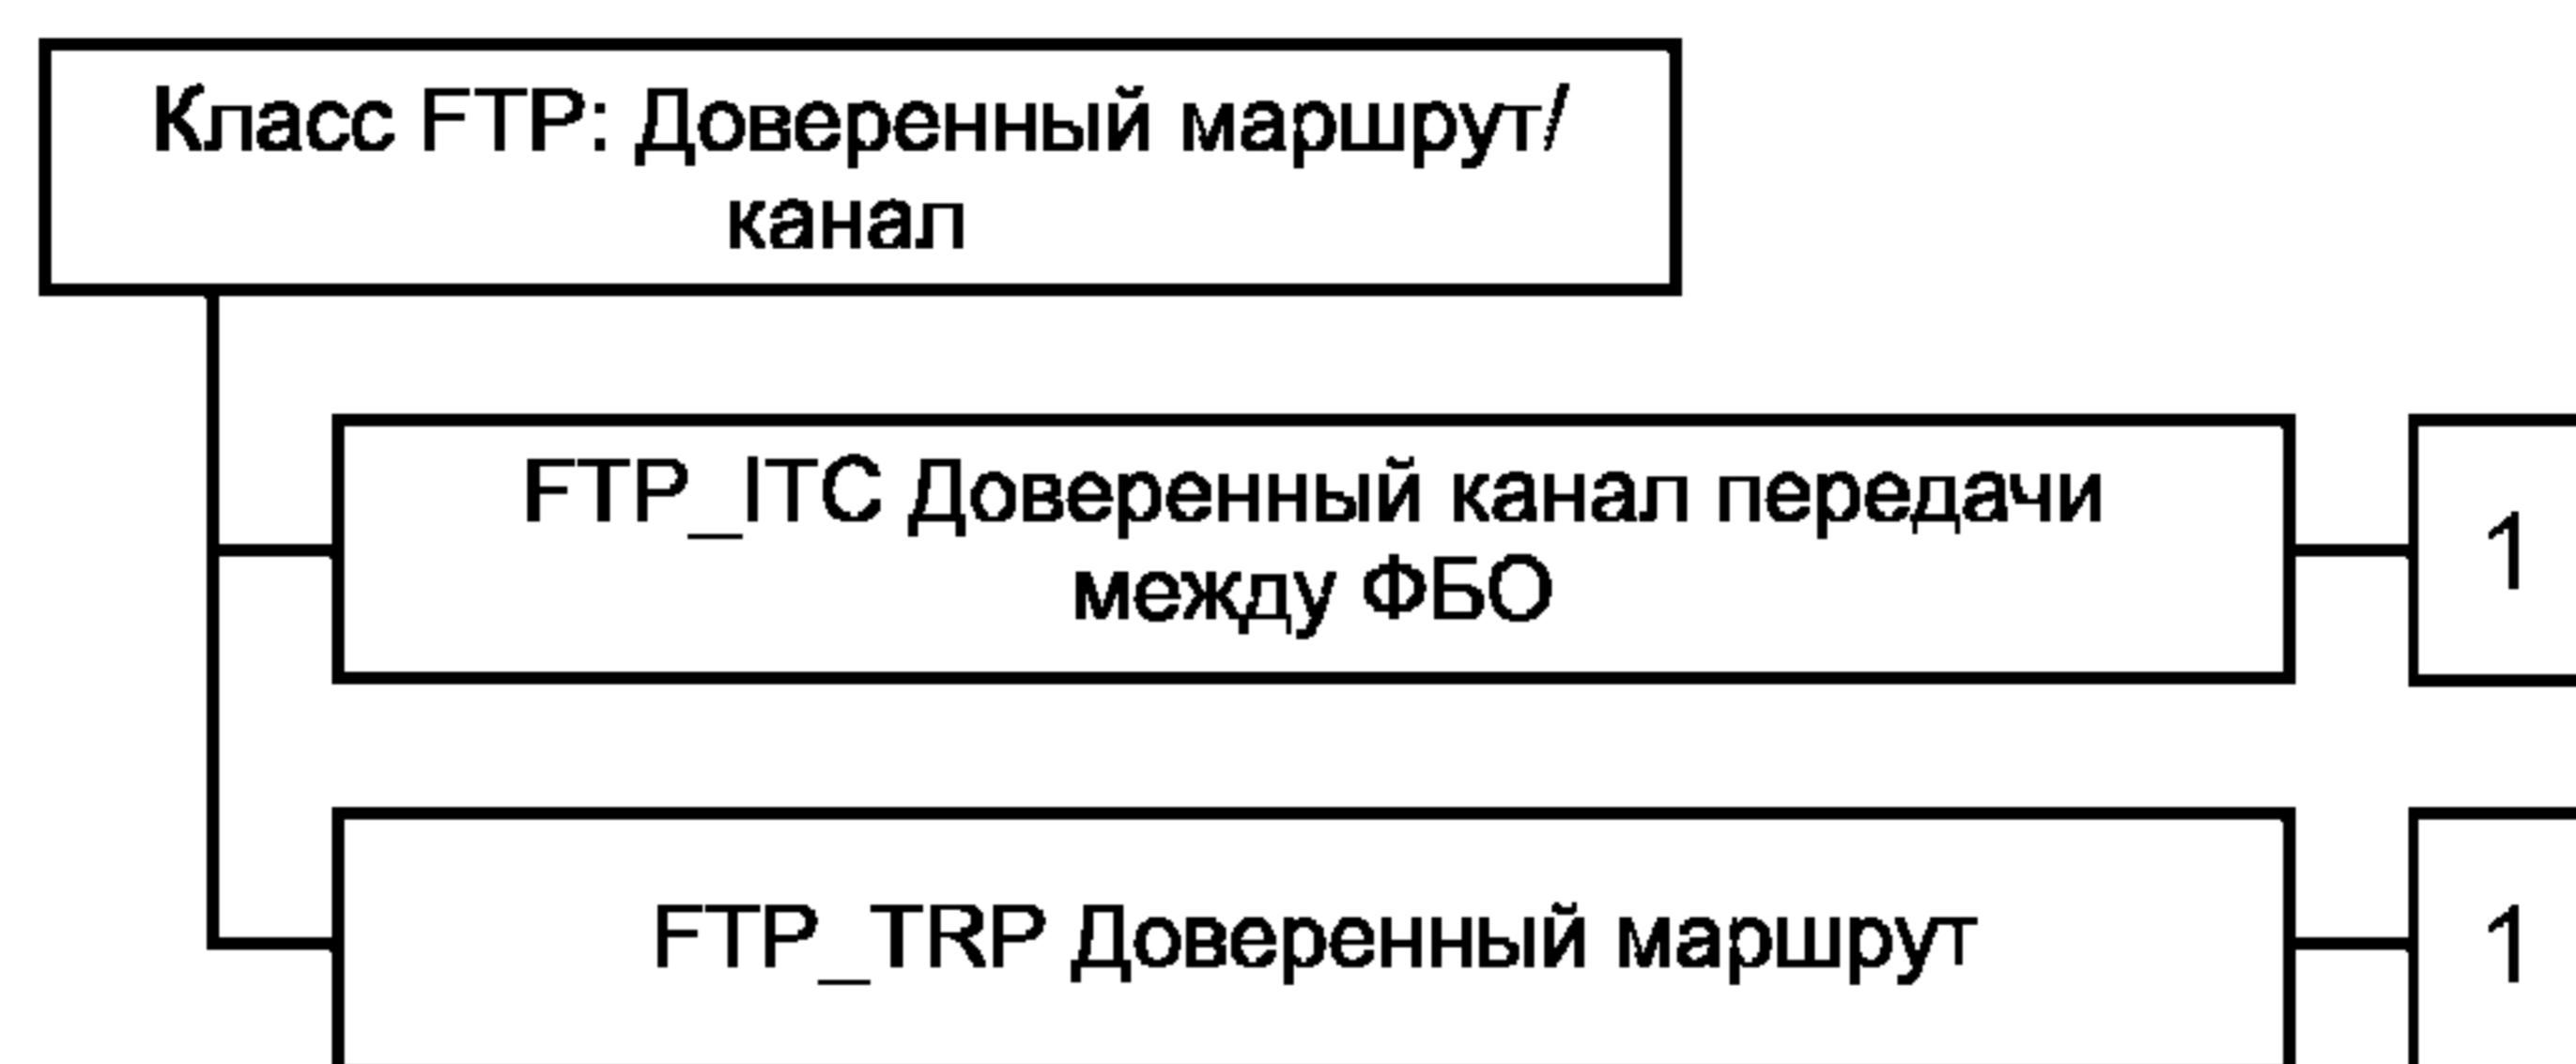 Класс FTP: Доверенный маршрут/
канал
FTP_ITC Доверенный канал передачи
между ФБО
1
FTP_TRP Доверенный маршрут
1